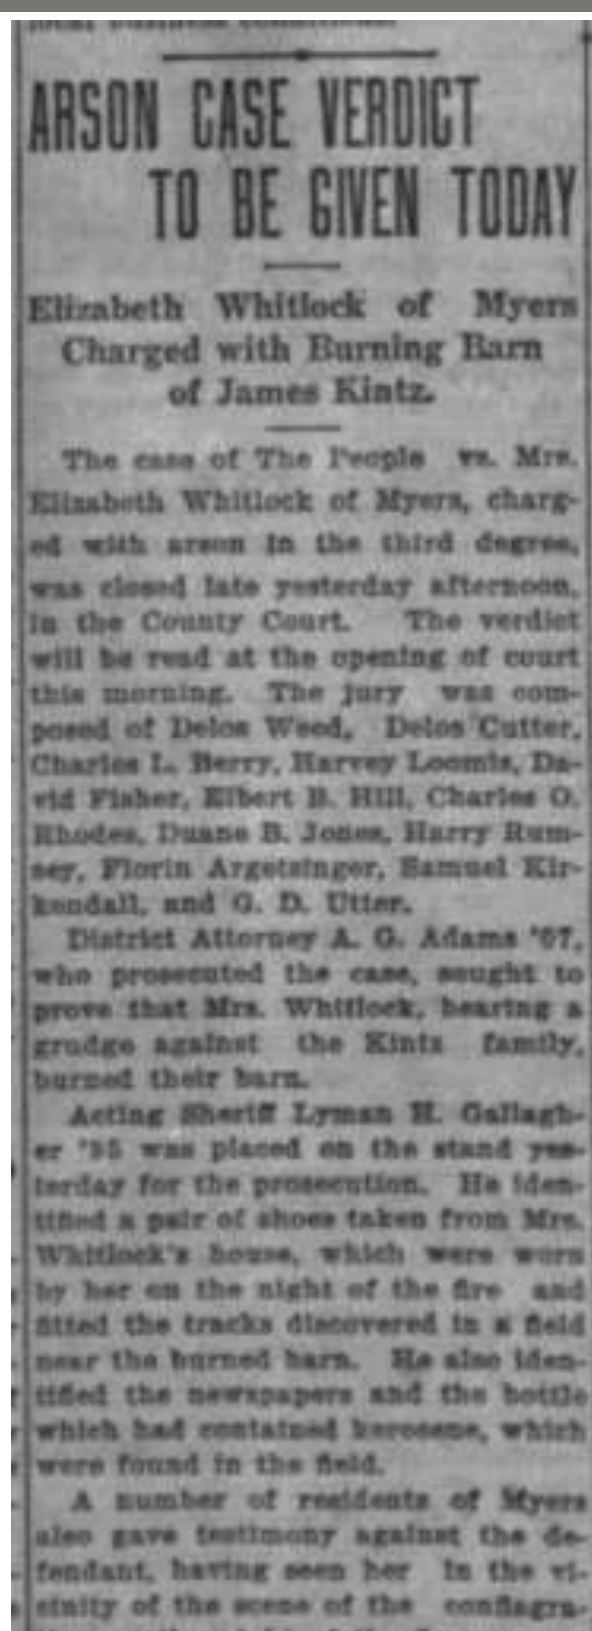 local business conditions.
ARSON CASE VERDICT
TO BE GIVEN TODAY
Elizabeth Whitlock of Myers
Charged with Burning Barn
of James Kintz.
The case of The People vs. Mrs.
Elizabeth Whitlock of Myers, charg-
ed with arson in the third degree,
was closed late yesterday afternoon,
in the County Court. The verdict
will be read at the opening of court
this morning. The jury was com-
posed of Delos Weed, Delos Cutter,
Charles L. Berry, Harvey Loomis, Da-
vid Fisher, Elbert B. Hill, Charles O.
Rhodes, Duane B. Jones, Harry Rum-
sey, Florin Argetsinger, Samuel Kir-
kendall, and G. D. Utter.
District Attorney A. G. Adams '07,
who prosecuted the case, sought to
prove that Mrs. Whitlock, bearing a
grudge against the Kintz family,
burned their barn.
Acting Sheriff Lyman H. Gallagh-
er '95 was placed on the stand yes-
terday for the prosecution. He iden-
tified a pair of shoes taken from Mrs.
Whitlock's house, which were worn
by her on the night of the fire and
fitted the tracks discovered in a field
near the burned barn. He also iden-
tified the newspapers and the bottle
which had contained kerosene, which
were found in the field.
A number of residents of Myers
also gave testimony against the de-
fendant, having seen her in the vi-
cinity of the scene of the conflagra-